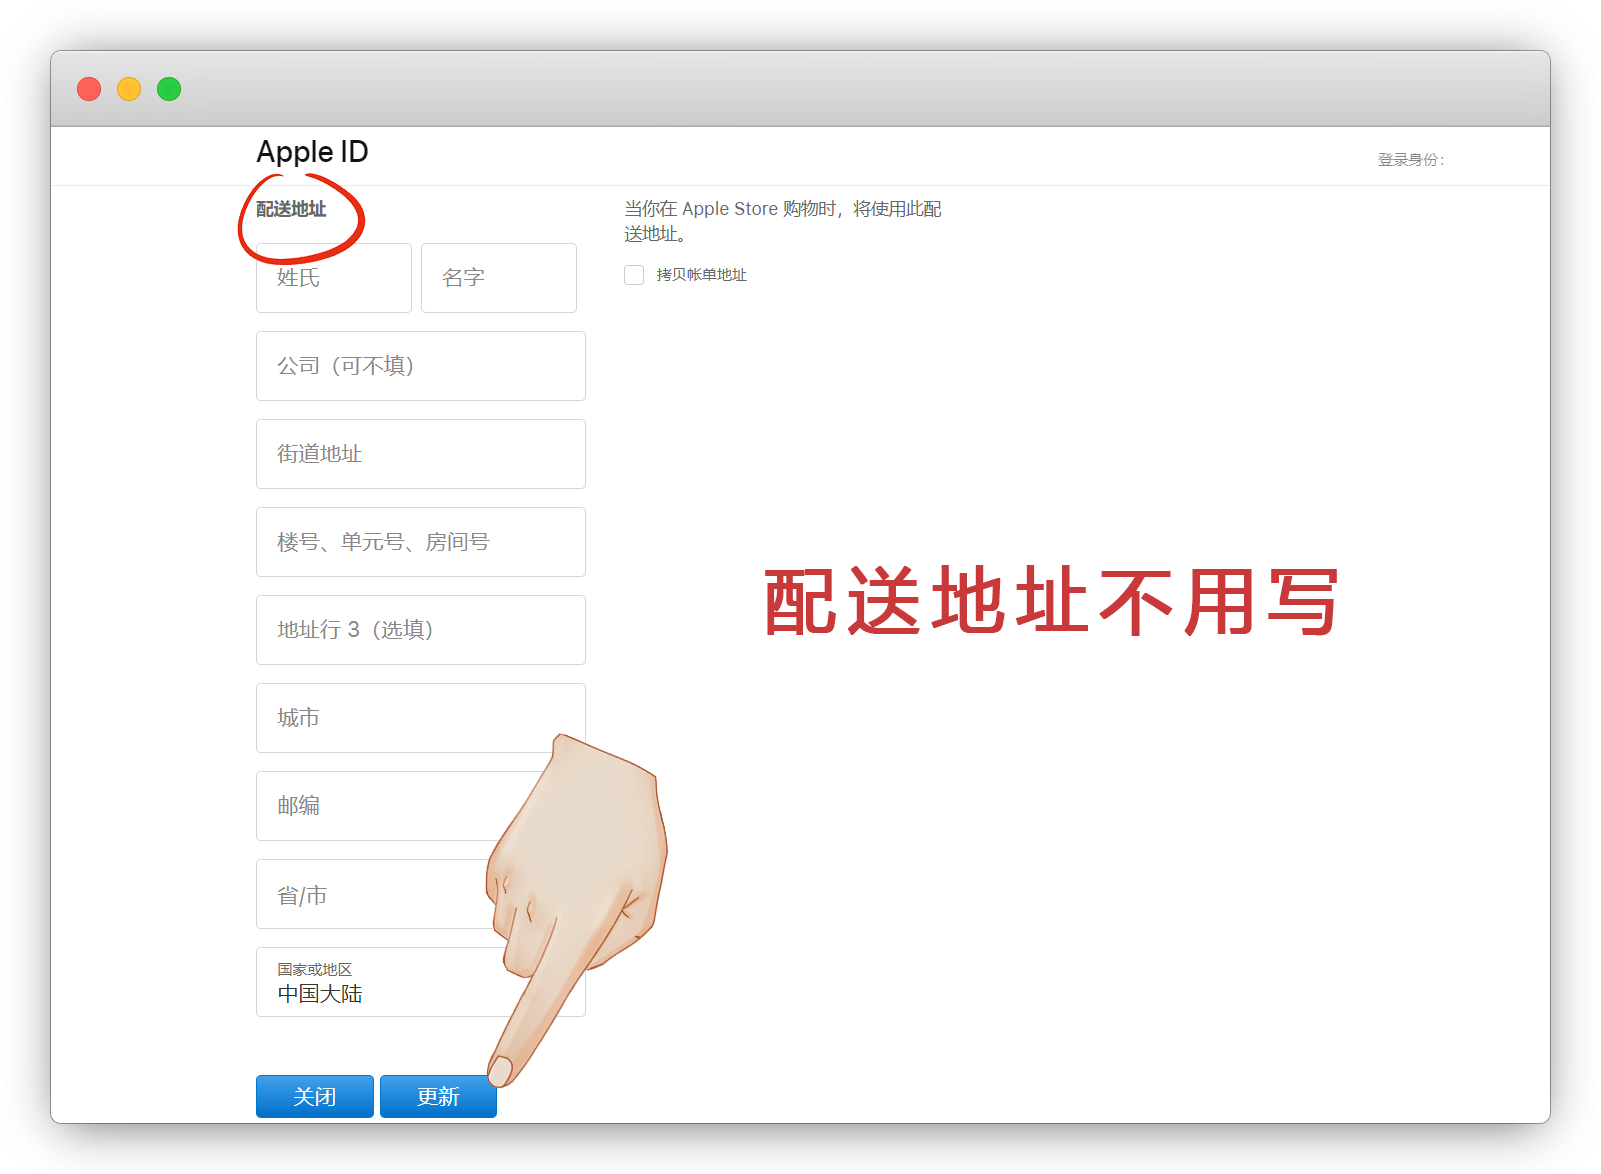 Apple ID
登录身份：
配送地址
当你在 Apple Store 购物时，将使用此配
送地址。
拷贝帐单地址
姓氏
名字
公司（可不填）
街道地址
楼号、单元号、房间号
地址行 3（选填）
配送地址不用写
城市
邮编
省/市
国家或地区
中国大陆
关闭
更新